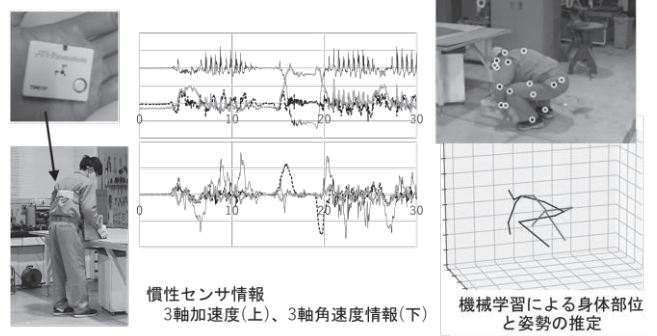 0
10
20
30
0
10
20
30
慣性センサ情報
3軸加速度(上)、3軸角速度情報(下)
機械学習による身体部位
と姿勢の推定